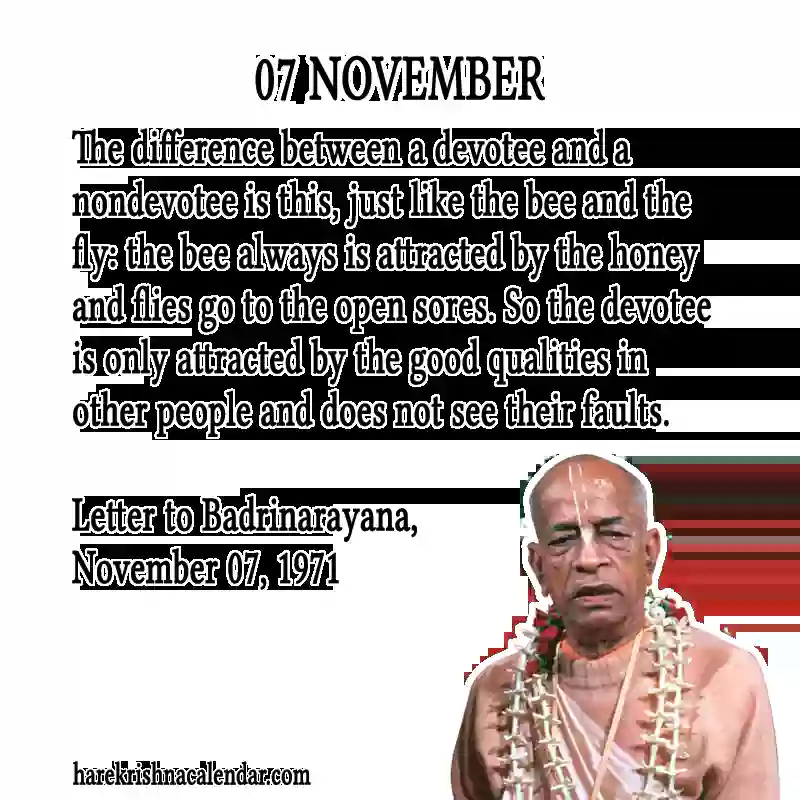 07 NOVEMBER
The difference between a devotee and a
nondevotee is this, just like the bee and the
fly: the bee always is attracted by the honey
and flies go to the open sores. So the devotee
is only attracted by the good qualities in
other people and does not see their faults.
Letter to Badrinarayana,
November 07, 1971
harekrishnacalendar.com